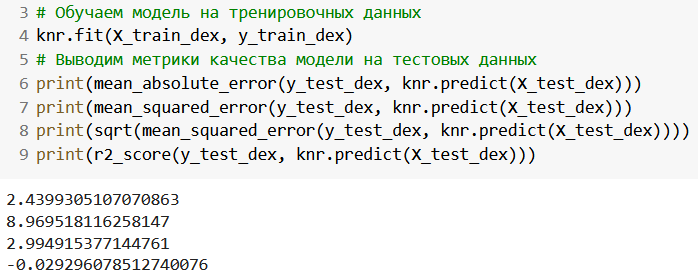 3 # Обучаем модель на тренировочных данных
4 knr.fit(X_train_dex, y_train_dex)
5 # Выводим метрики качества модели на тестовых данных
6 print(mean_absolute_error(y_test_dex, knr.predict(X_test_dex)))
7 print(mean_squared_error(y_test_dex, knr.predict(X_test_dex)))
8 print(sqrt(mean_squared_error(y_test_dex, knr.predict(X_test_dex))))
9 print(r2_score(y_test_dex, knr.predict(X_test_dex)))
2.4399305107070863
8.969518116258147
2.994915377144761
-0.029296078512740076